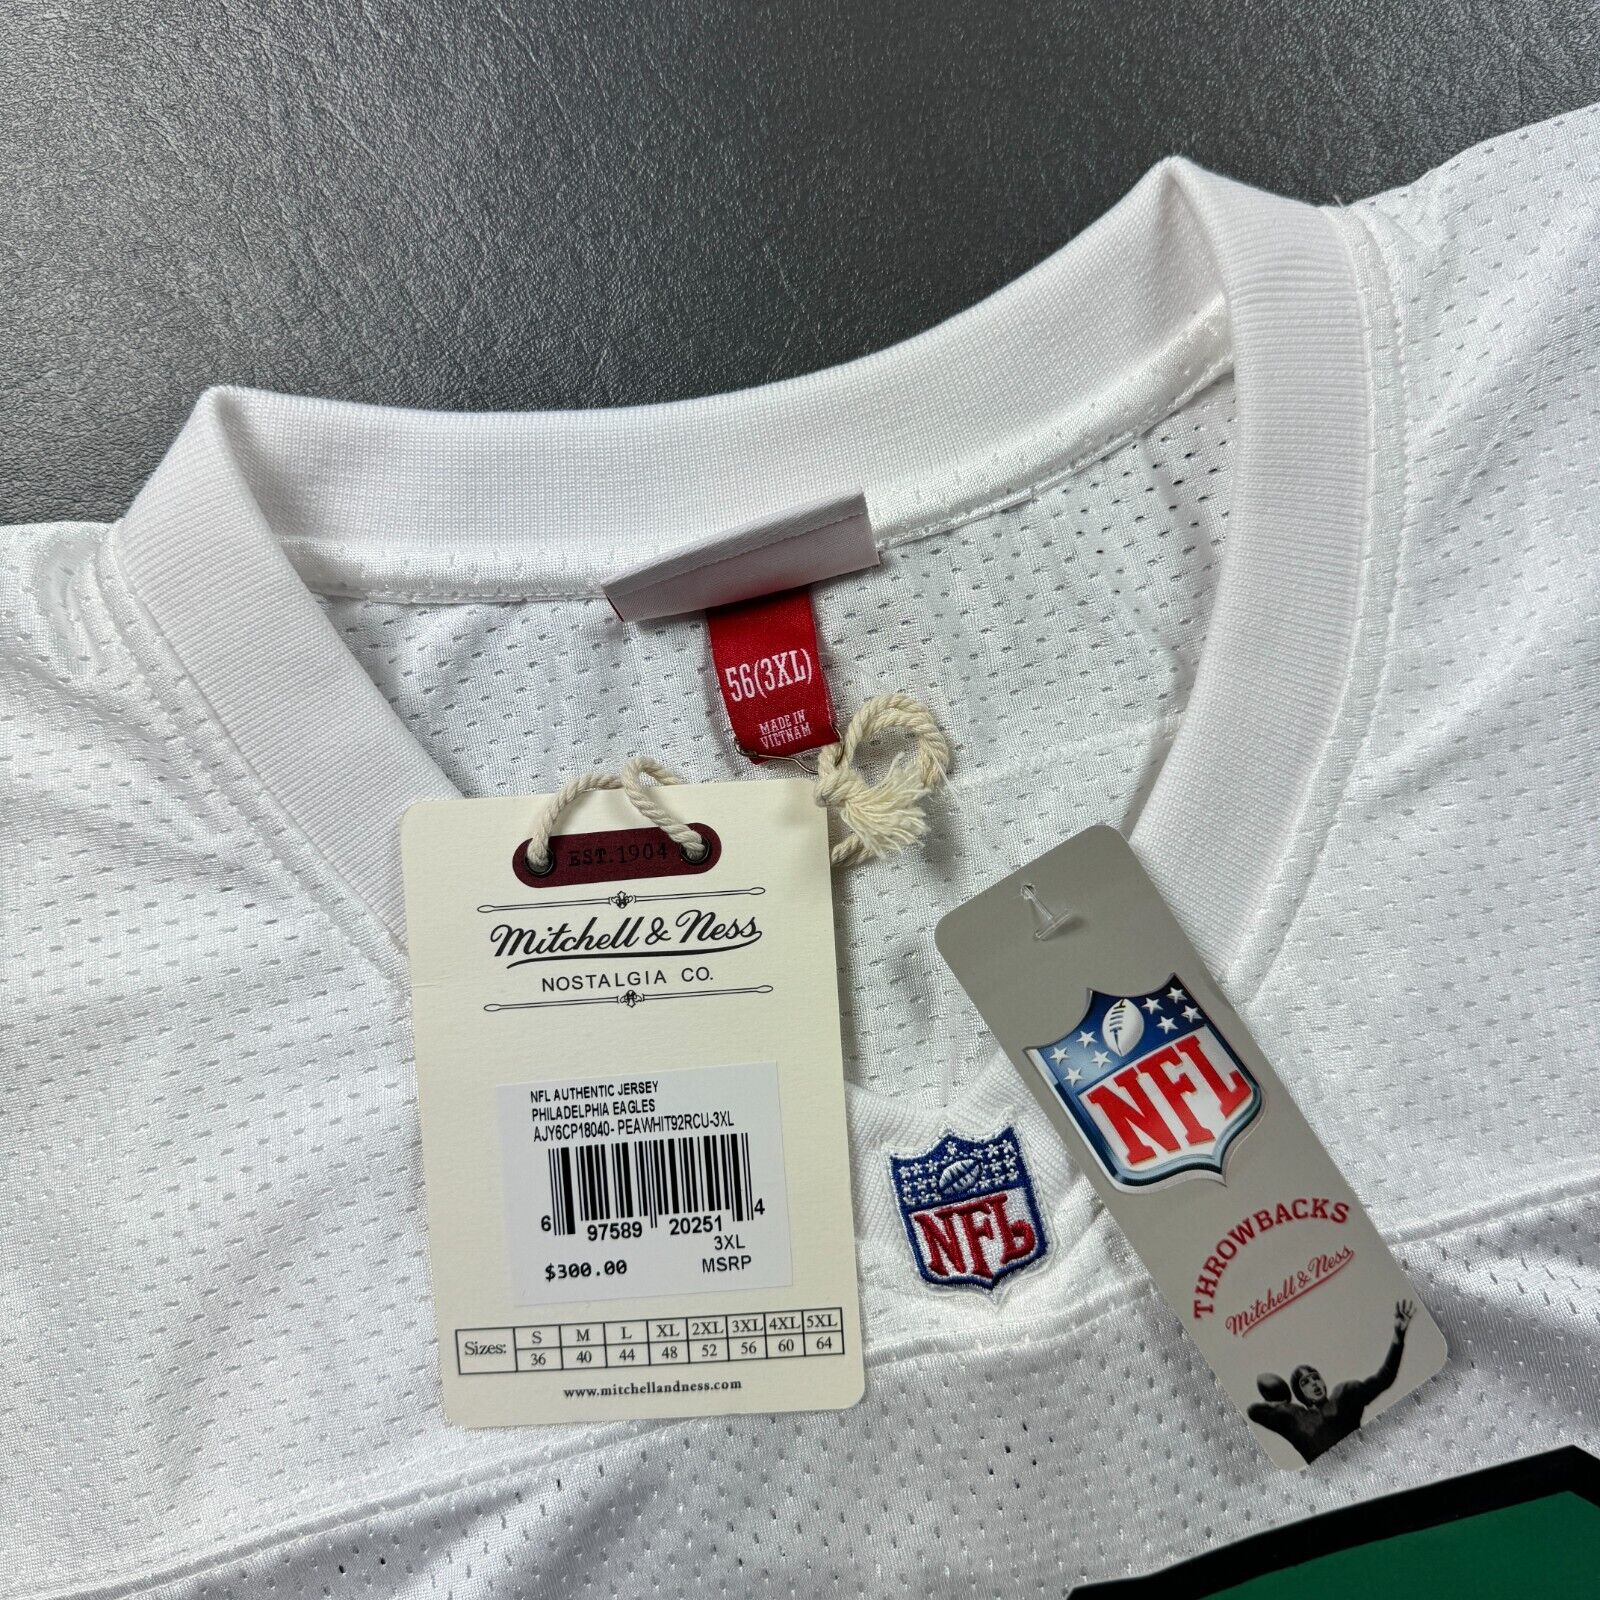 56(3XL)
MADE IN
VIETNAM
EST. 1904
Mitchell & Ness
NOSTALGIA CO.
NFL AUTHENTIC JERSEY
PHILADELPHIA EAGLES
AJY6CP18040- PEAWHIT92RCU-3XL
6 97589 20251 4
3XL
$300.00 MSRP
Sizes: S M L XL 2XL 3XL 4XL 5XL
36 40 44 48 52 56 60 64
www.mitchellandness.com
NFL
NFL
THROWBACKS
Mitchell & Ness